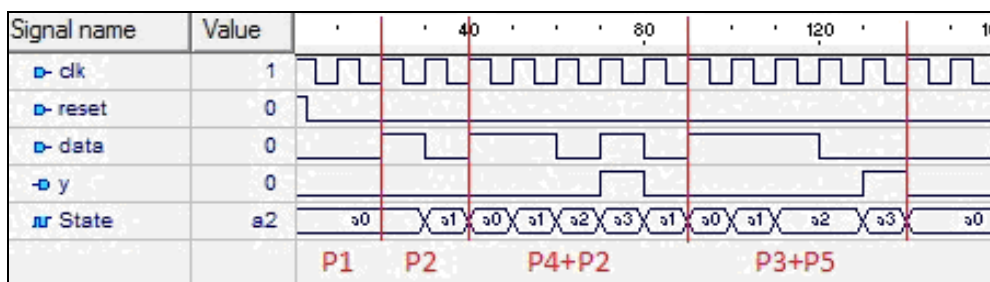 Signal name Value 40 80 120
clk 1
reset 0
data 0
y 0
State a2 a0 a1 a0 a1 a2 a3 a1 a0 a1 a2 a3 a0
P1 P2 P4+P2 P3+P5